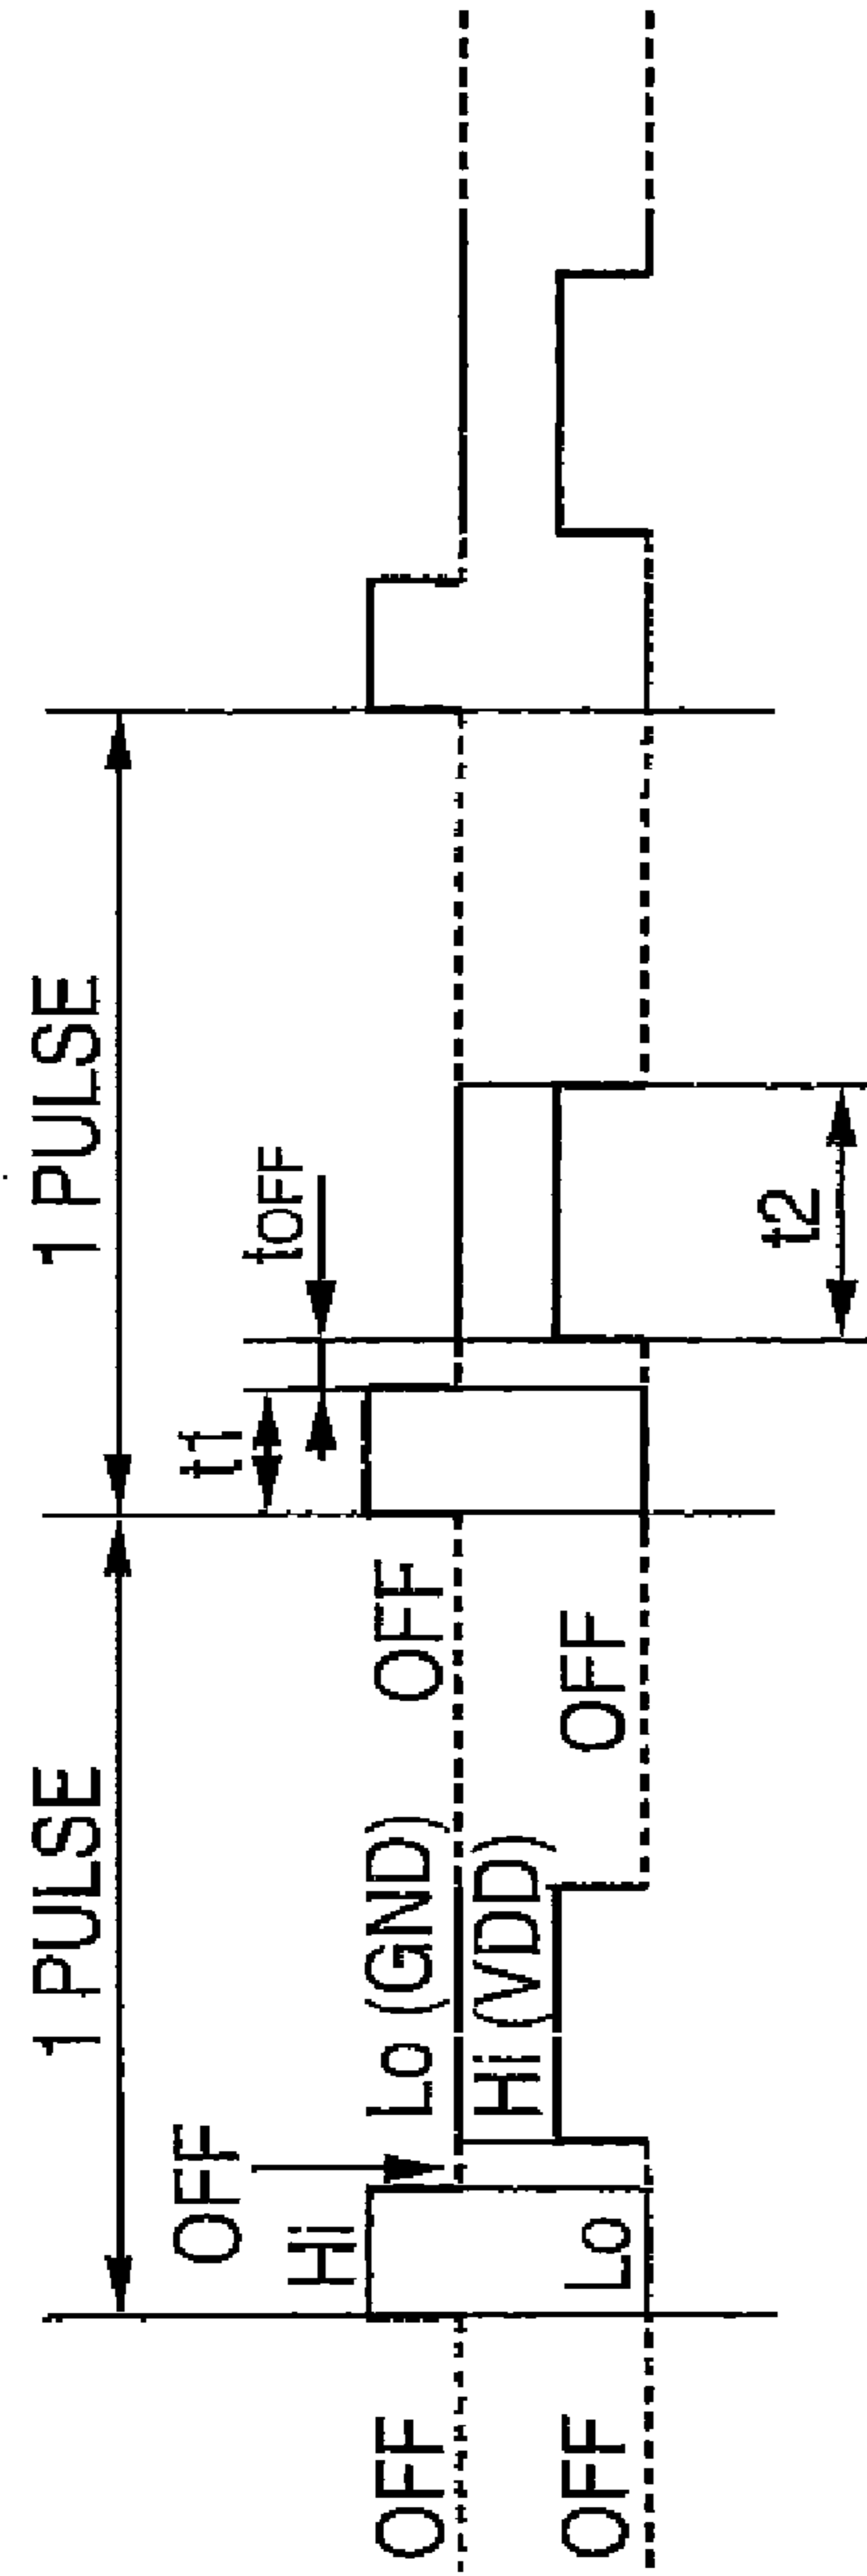 1 PULSE
1 PULSE
OFF
t1
tOFF
Hi
OFF
Lo (GND)
OFF
Hi (VDD)
OFF
Lo
OFF
t2